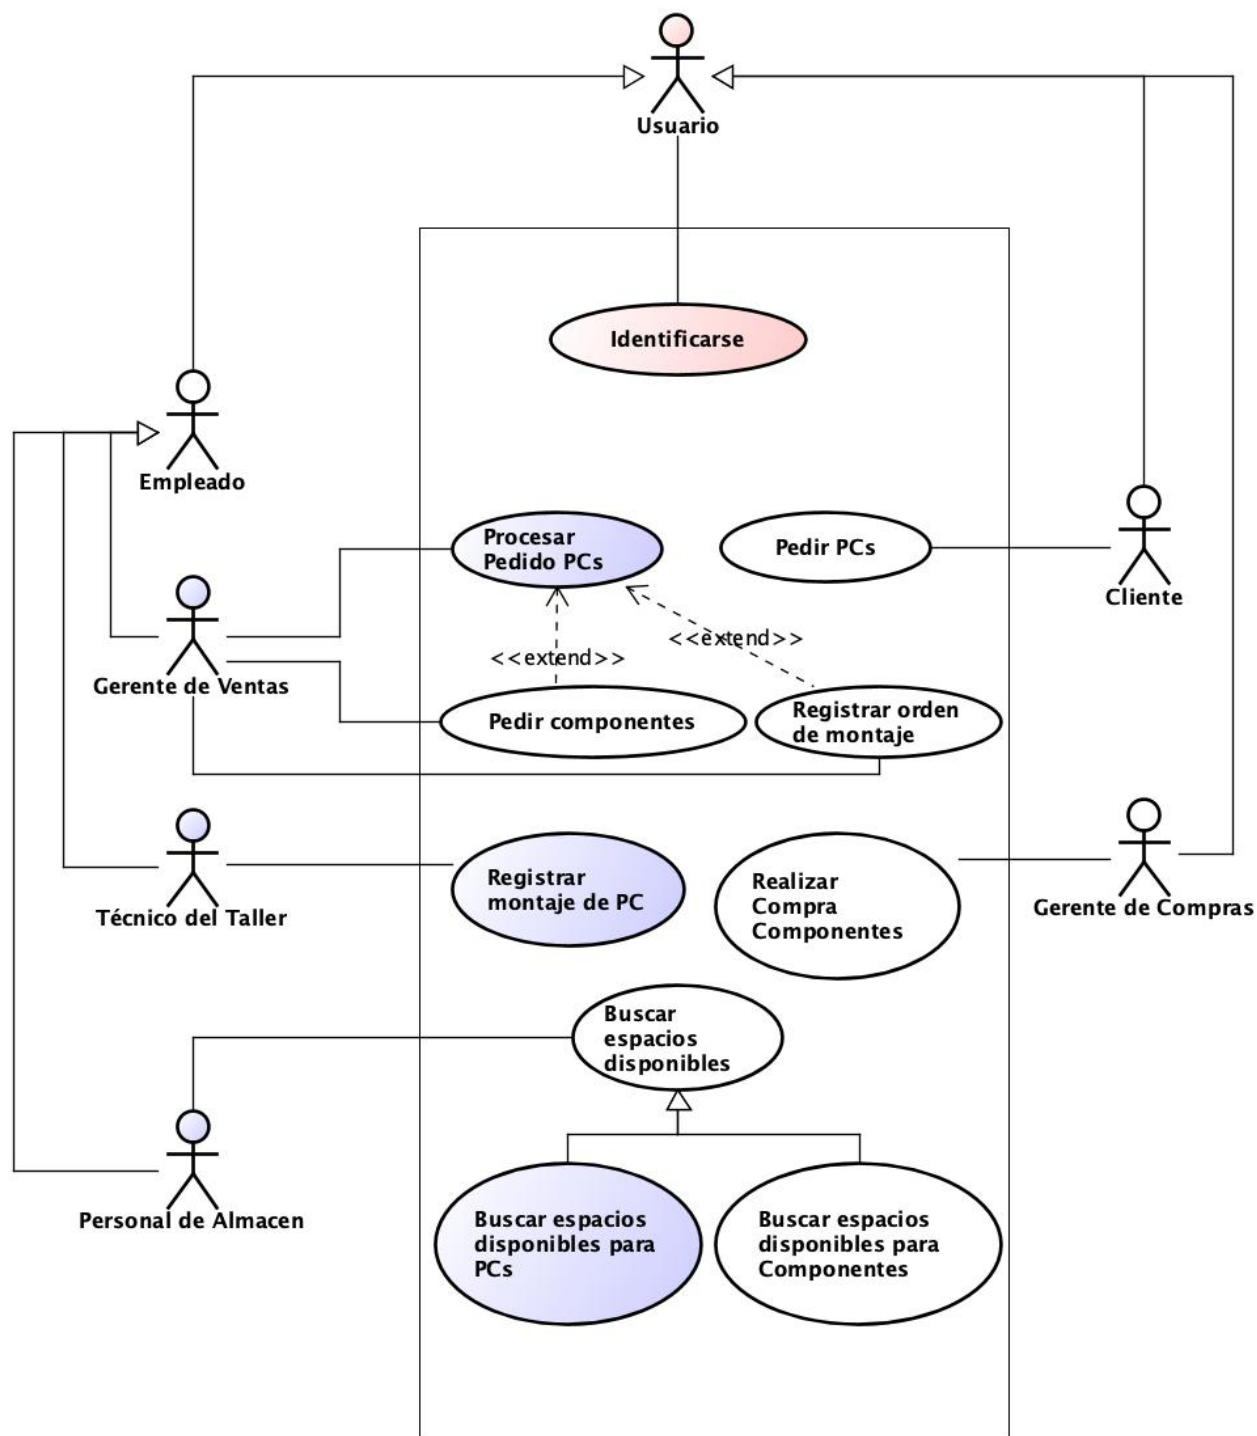 Usuario
Identificarse
Empleado
Procesar
Pedido PCs
Pedir PCs
Cliente
<<extend>>
<<extend>>
Gerente de Ventas
Pedir componentes
Registrar orden
de montaje
Técnico del Taller
Registrar
montaje de PC
Realizar
Compra
Componentes
Gerente de Compras
Buscar
espacios
disponibles
Personal de Almacen
Buscar espacios
disponibles para
PCs
Buscar espacios
disponibles para
Componentes